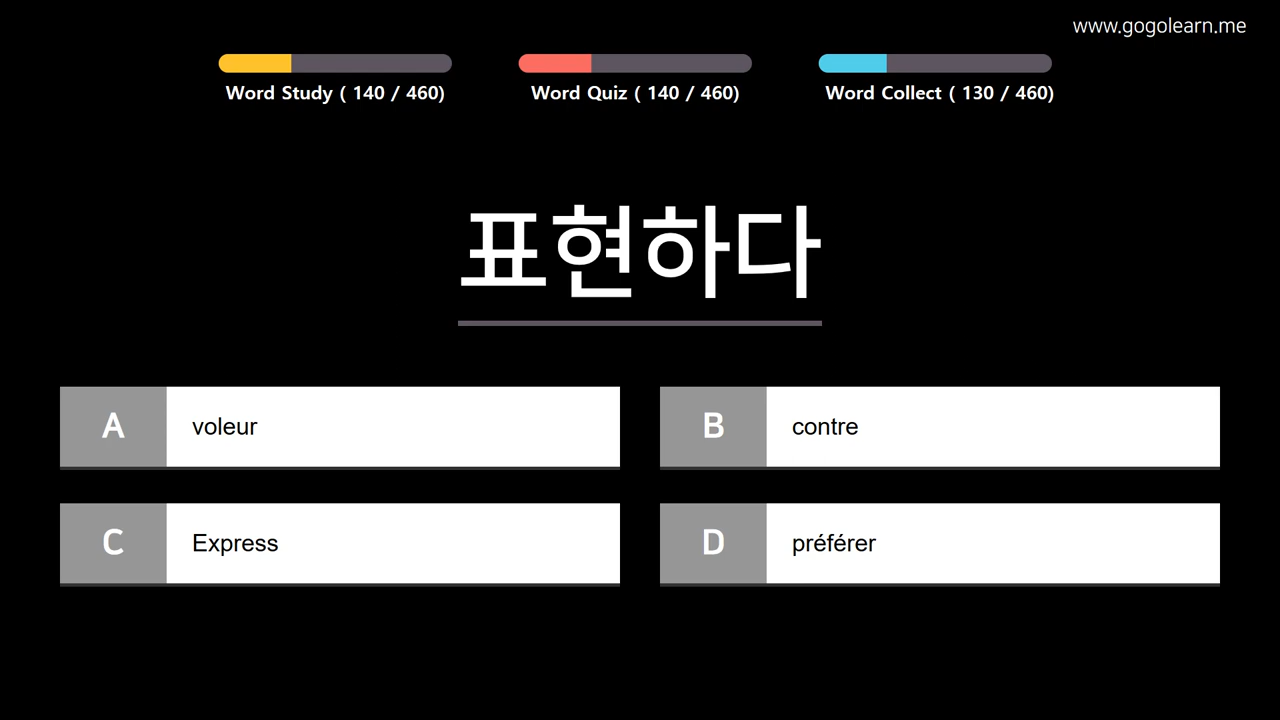 www.gogolearn.me
Word Study ( 140 / 460)
Word Quiz ( 140 / 460)
Word Collect ( 130 / 460)
표현하다
A voleur
B contre
C Express
D préférer